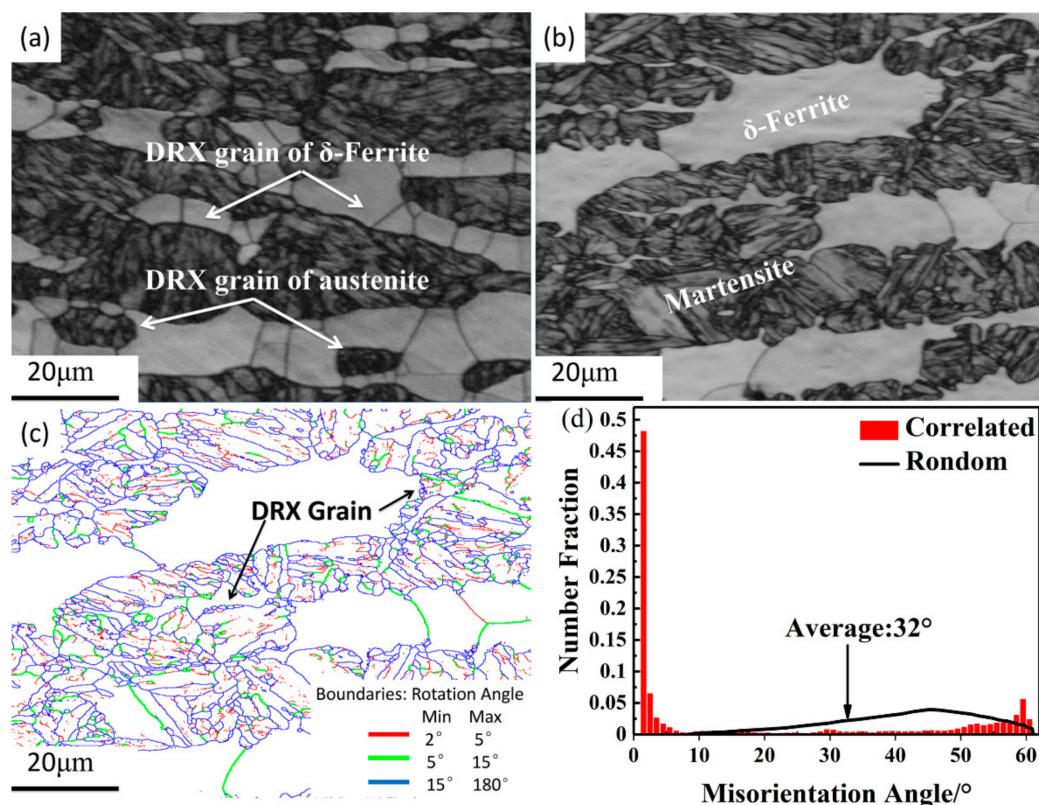 (a)
DRX grain of δ-Ferrite
DRX grain of austenite
20μm
(b)
δ-Ferrite
Martensite
20μm
(c)
DRX Grain
Boundaries: Rotation Angle
Min Max
2° 5°
5° 15°
15° 180°
20μm
(d)
Correlated
Rondom
Average:32°
Number Fraction
0.5
0.45
0.4
0.35
0.3
0.25
0.2
0.15
0.1
0.05
0
0 10 20 30 40 50 60
Misorientation Angle/°